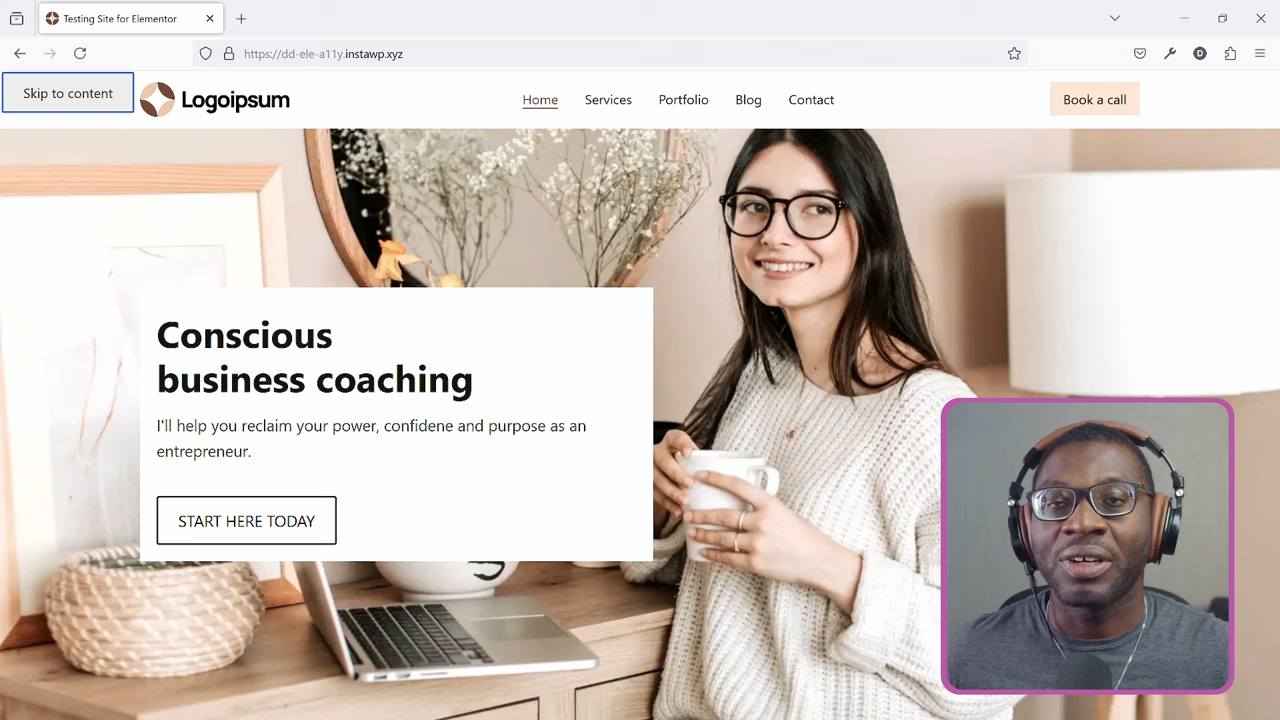 Testing Site for Elementor
https://dd-ele-a11y.instawp.xyz
D
Skip to content
Logoipsum
Home
Services
Portfolio
Blog
Contact
Book a call
Conscious
business coaching
I'll help you reclaim your power, confidene and purpose as an
entrepreneur.
START HERE TODAY